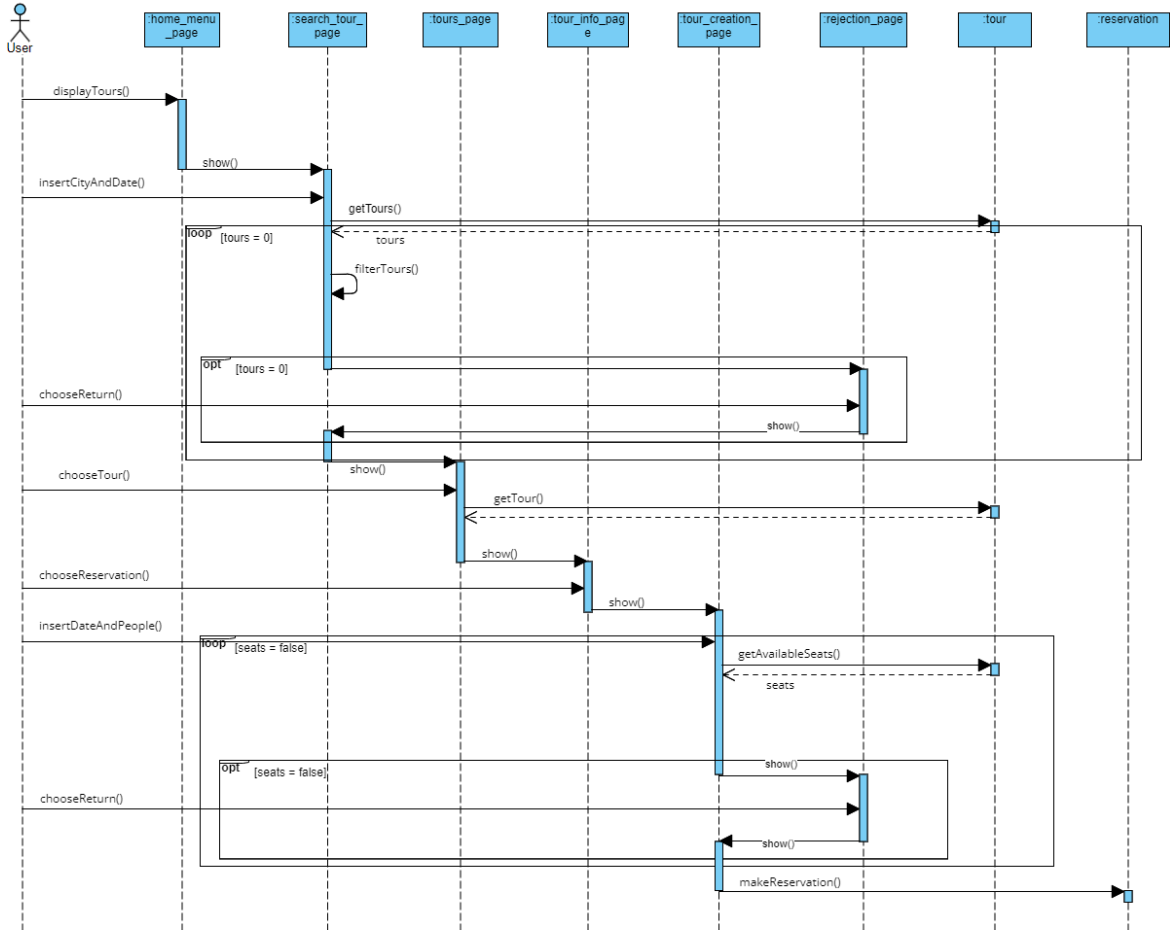 :home_menu
_page
:search_tour_
page
:tours_page
:tour_info_pag
e
:tour_creation_
page
:rejection_page
:tour
:reservation
User
displayTours()
show()
insertCityAndDate()
getTours()
loop [tours = 0]
tours
filterTours()
opt [tours = 0]
chooseReturn()
show()
show()
chooseTour()
getTour()
show()
chooseReservation()
show()
insertDateAndPeople()
loop [seats = false]
getAvailableSeats()
seats
show()
opt [seats = false]
chooseReturn()
show()
makeReservation()